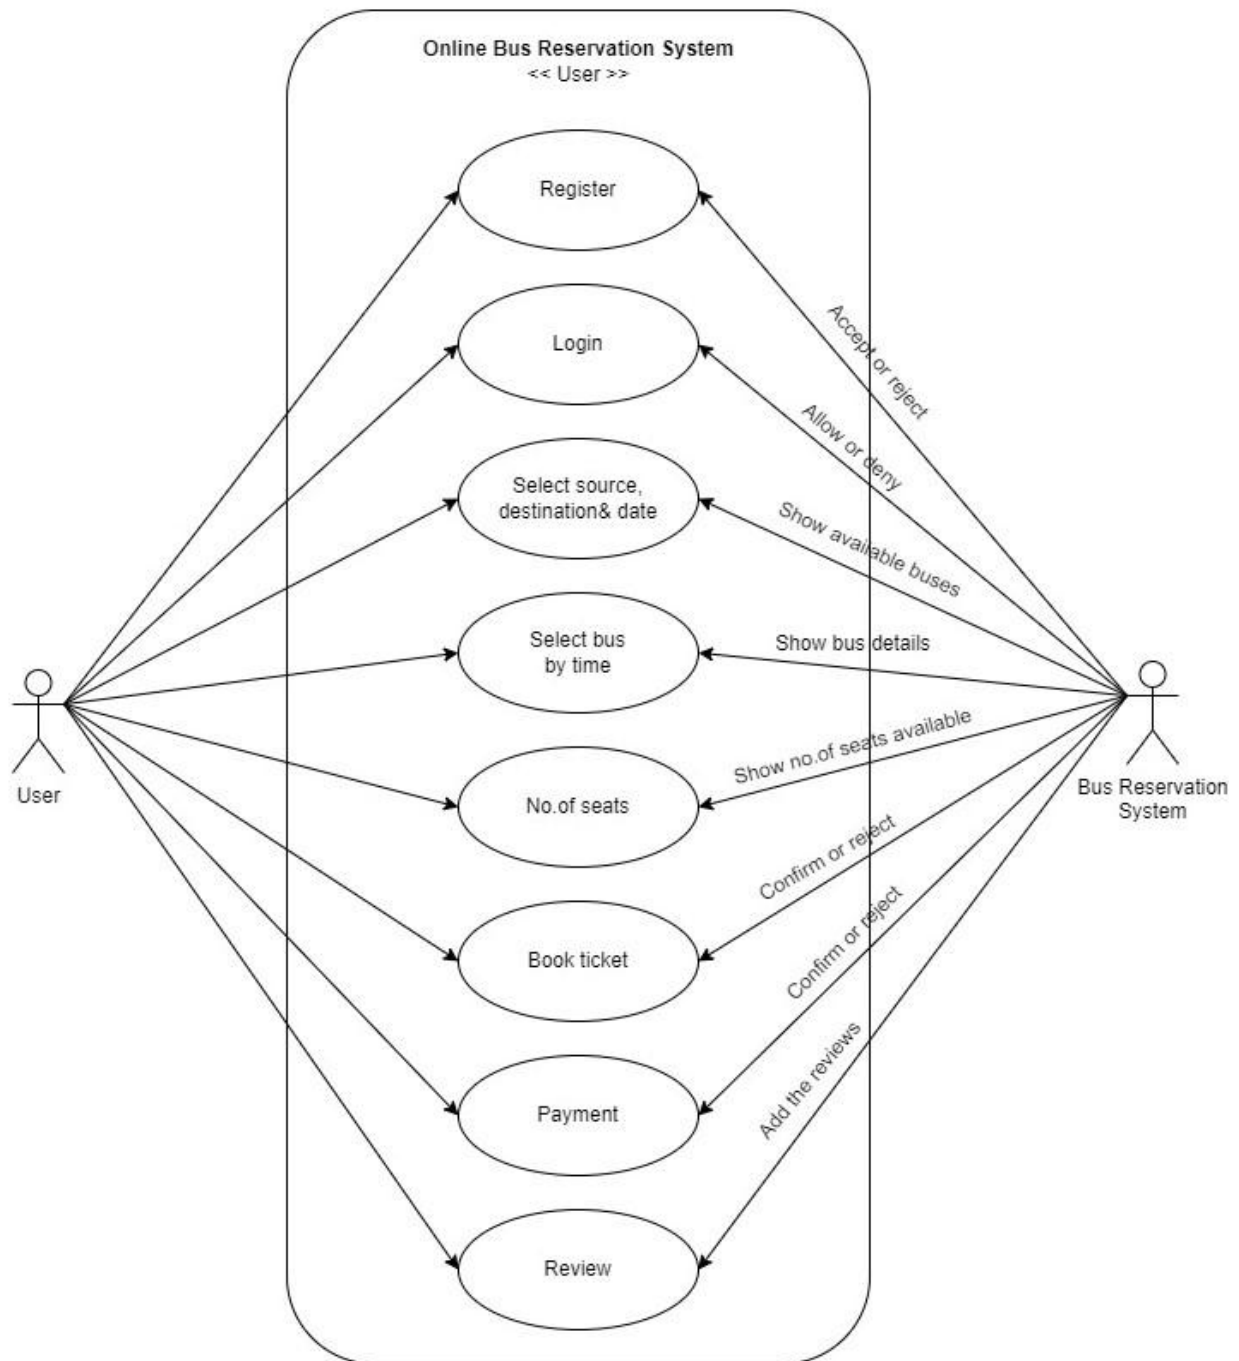 Online Bus Reservation System
<< User >>
Register
Accept or reject
Login
Allow or deny
Select source,
destination& date
Show available buses
Select bus
by time
Show bus details
User
Bus Reservation
System
No.of seats
Show no.of seats available
Book ticket
Confirm or reject
Payment
Confirm or reject
Review
Add the reviews